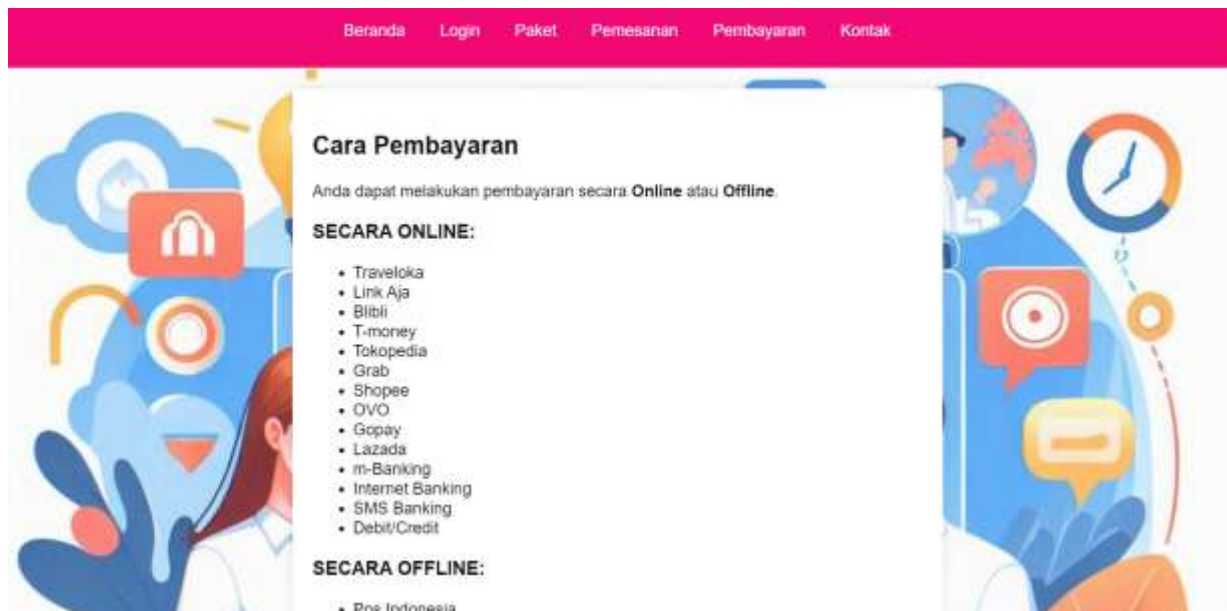 Beranda Login Paket Pemesanan Pembayaran Kontak
Cara Pembayaran
Anda dapat melakukan pembayaran secara Online atau Offline.
SECARA ONLINE:
• Traveloka
• Link Aja
• Blibli
• T-money
• Tokopedia
• Grab
• Shopee
• OVO
• Gopay
• Lazada
• m-Banking
• Internet Banking
• SMS Banking
• Debit/Credit
SECARA OFFLINE:
• Pos Indonesia